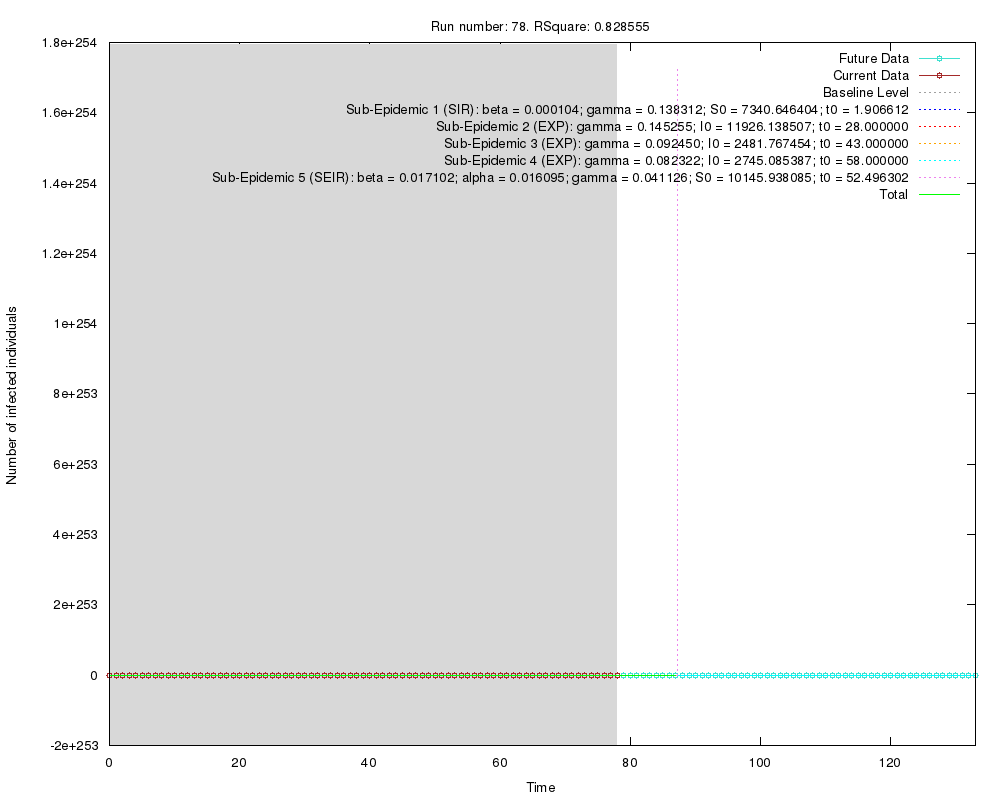 Run number: 78. RSquare: 0.828555
1.8e+254
1.6e+254
1.4e+254
1.2e+254
1e+254
8e+253
6e+253
4e+253
2e+253
0
-2e+253
Number of infected individuals
Future Data
Current Data
Baseline Level
Sub-Epidemic 1 (SIR): beta = 0.000104; gamma = 0.138312; S0 = 7340.646404; t0 = 1.906612
Sub-Epidemic 2 (EXP): gamma = 0.145255; I0 = 11926.138507; t0 = 28.000000
Sub-Epidemic 3 (EXP): gamma = 0.092450; I0 = 2481.767454; t0 = 43.000000
Sub-Epidemic 4 (EXP): gamma = 0.082322; I0 = 2745.085387; t0 = 58.000000
Sub-Epidemic 5 (SEIR): beta = 0.017102; alpha = 0.016095; gamma = 0.041126; S0 = 10145.938085; t0 = 52.496302
Total
0 20 40 60 80 100 120
Time